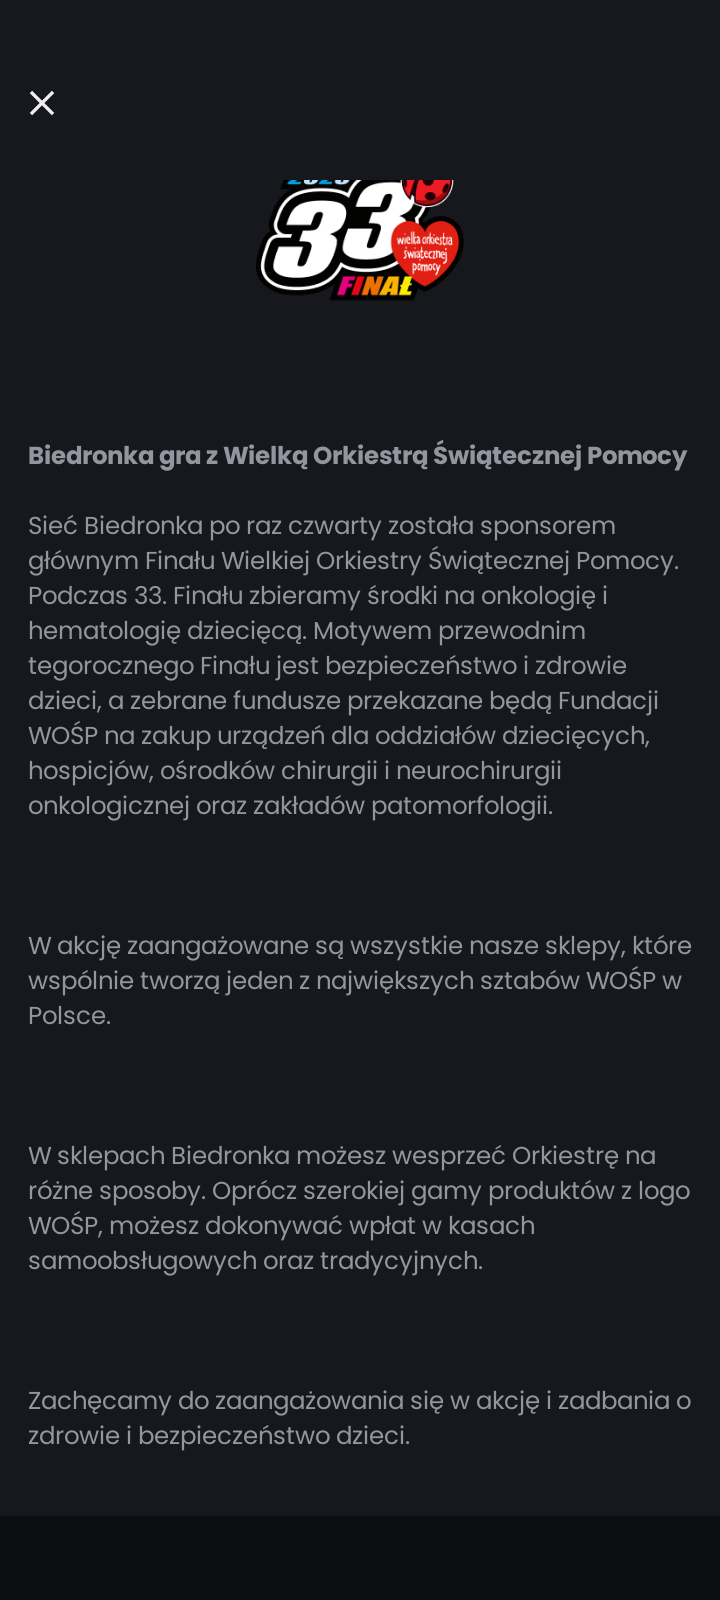 33
wielka orkiestra
świątecznej
pomocy
FINAŁ
Biedronka gra z Wielką Orkiestrą Świątecznej Pomocy
Sieć Biedronka po raz czwarty została sponsorem
głównym Finału Wielkiej Orkiestry Świątecznej Pomocy.
Podczas 33. Finału zbieramy środki na onkologię i
hematologię dziecięcą. Motywem przewodnim
tegorocznego Finału jest bezpieczeństwo i zdrowie
dzieci, a zebrane fundusze przekazane będą Fundacji
WOŚP na zakup urządzeń dla oddziałów dziecięcych,
hospicjów, ośrodków chirurgii i neurochirurgii
onkologicznej oraz zakładów patomorfologii.
W akcję zaangażowane są wszystkie nasze sklepy, które
wspólnie tworzą jeden z największych sztabów WOŚP w
Polsce.
W sklepach Biedronka możesz wesprzeć Orkiestrę na
różne sposoby. Oprócz szerokiej gamy produktów z logo
WOŚP, możesz dokonywać wpłat w kasach
samoobsługowych oraz tradycyjnych.
Zachęcamy do zaangażowania się w akcję i zadbania o
zdrowie i bezpieczeństwo dzieci.